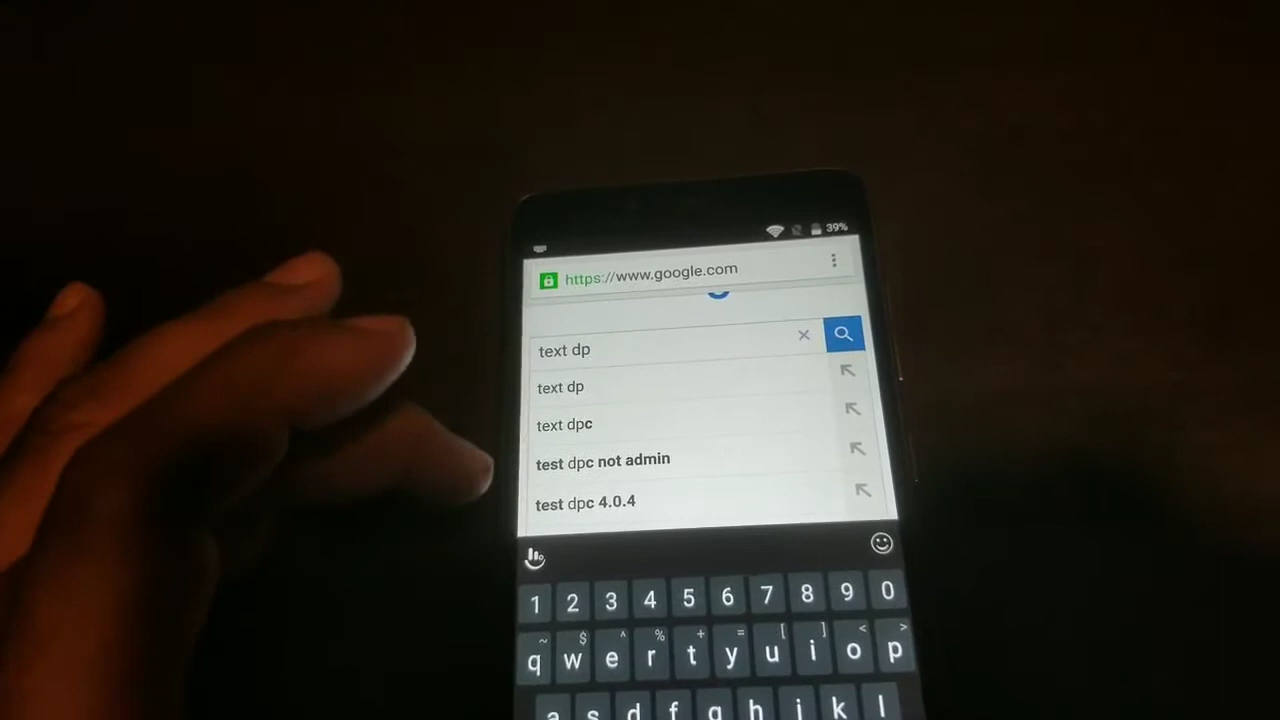 39%
https://www.google.com
text dp
text dp
text dpc
test dpc not admin
test dpc 4.0.4
1 2 3 4 5 6 7 8 9 0
~ $ ^ % + = [ ] < >
q w e r t y u i o p
a s d f g h j k l